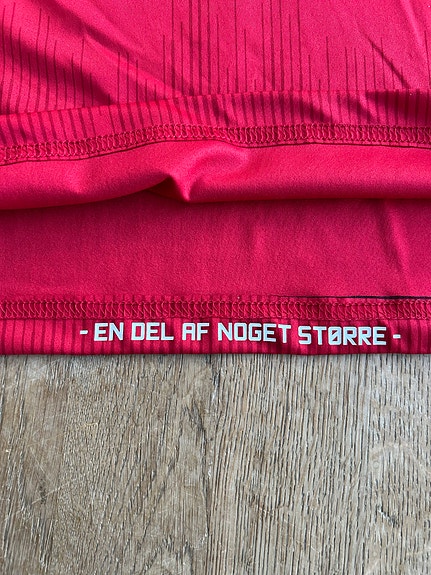 - EN DEL AF NOGET STØRRE -